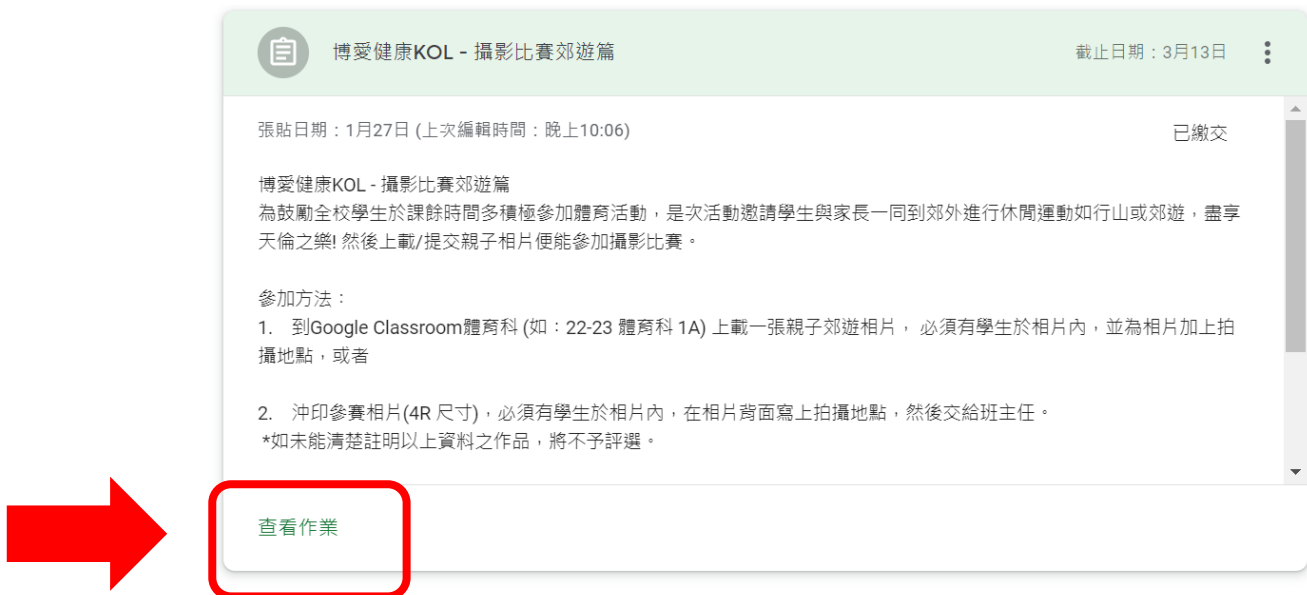 博愛健康KOL - 攝影比賽郊遊篇
截止日期：3月13日
張貼日期：1月27日 (上次編輯時間：晚上10:06)
已繳交
博愛健康KOL - 攝影比賽郊遊篇
為鼓勵全校學生於課餘時間多積極參加體育活動，是次活動邀請學生與家長一同到郊外進行休閒運動如行山或郊遊，盡享
天倫之樂! 然後上載/提交親子相片便能參加攝影比賽。
參加方法：
1. 到Google Classroom體育科 (如：22-23 體育科 1A) 上載一張親子郊遊相片， 必須有學生於相片內，並為相片加上拍
攝地點，或者
2. 沖印參賽相片(4R 尺寸)，必須有學生於相片內，在相片背面寫上拍攝地點，然後交給班主任。
*如未能清楚註明以上資料之作品，將不予評選。
查看作業